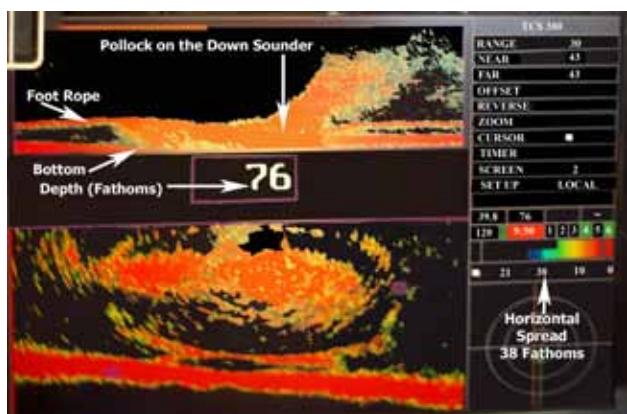 TCS 380
Pollock on the Down Sounder
RANGE 30
NEAR 43
FAR 43
Foot Rope
OFFSET
REVERSE
ZOOM
CURSOR
TIMER
Bottom
SCREEN 2
Depth (Fathoms)
76
SET UP LOCAL
39.8 76
120 9.50 1 2 3 4 5 6
21 10 0
Horizontal
Spread
38 Fathoms